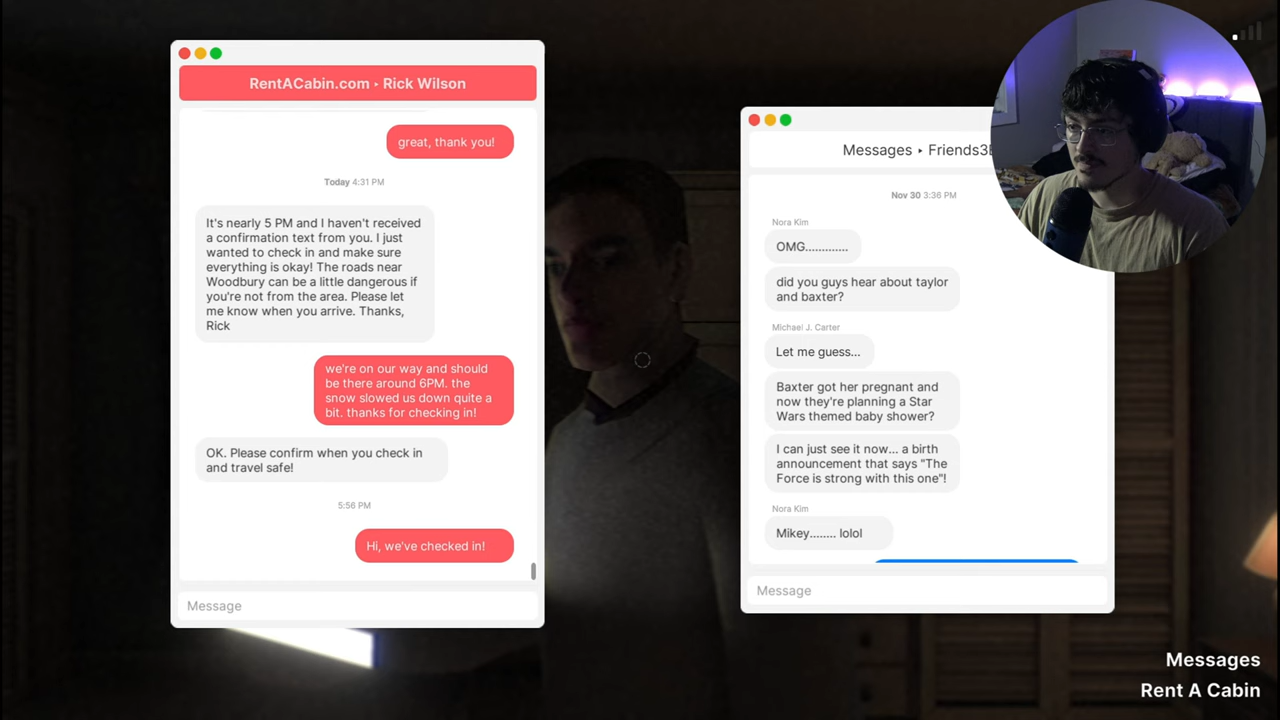 RentACabin.com ‣ Rick Wilson
great, thank you!
Today 4:31 PM
It's nearly 5 PM and I haven't received
a confirmation text from you. I just
wanted to check in and make sure
everything is okay! The roads near
Woodbury can be a little dangerous if
you're not from the area. Please let
me know when you arrive. Thanks,
Rick
we're on our way and should
be there around 6PM. the
snow slowed us down quite a
bit. thanks for checking in!
OK. Please confirm when you check in
and travel safe!
5:56 PM
Hi, we've checked in!
Message
Messages ‣ Friends3
Nov 30 3:36 PM
Nora Kim
OMG.............
did you guys hear about taylor
and baxter?
Michael J. Carter
Let me guess...
Baxter got her pregnant and
now they're planning a Star
Wars themed baby shower?
I can just see it now... a birth
announcement that says "The
Force is strong with this one"!
Nora Kim
Mikey........ lolol
Message
Messages
Rent A Cabin